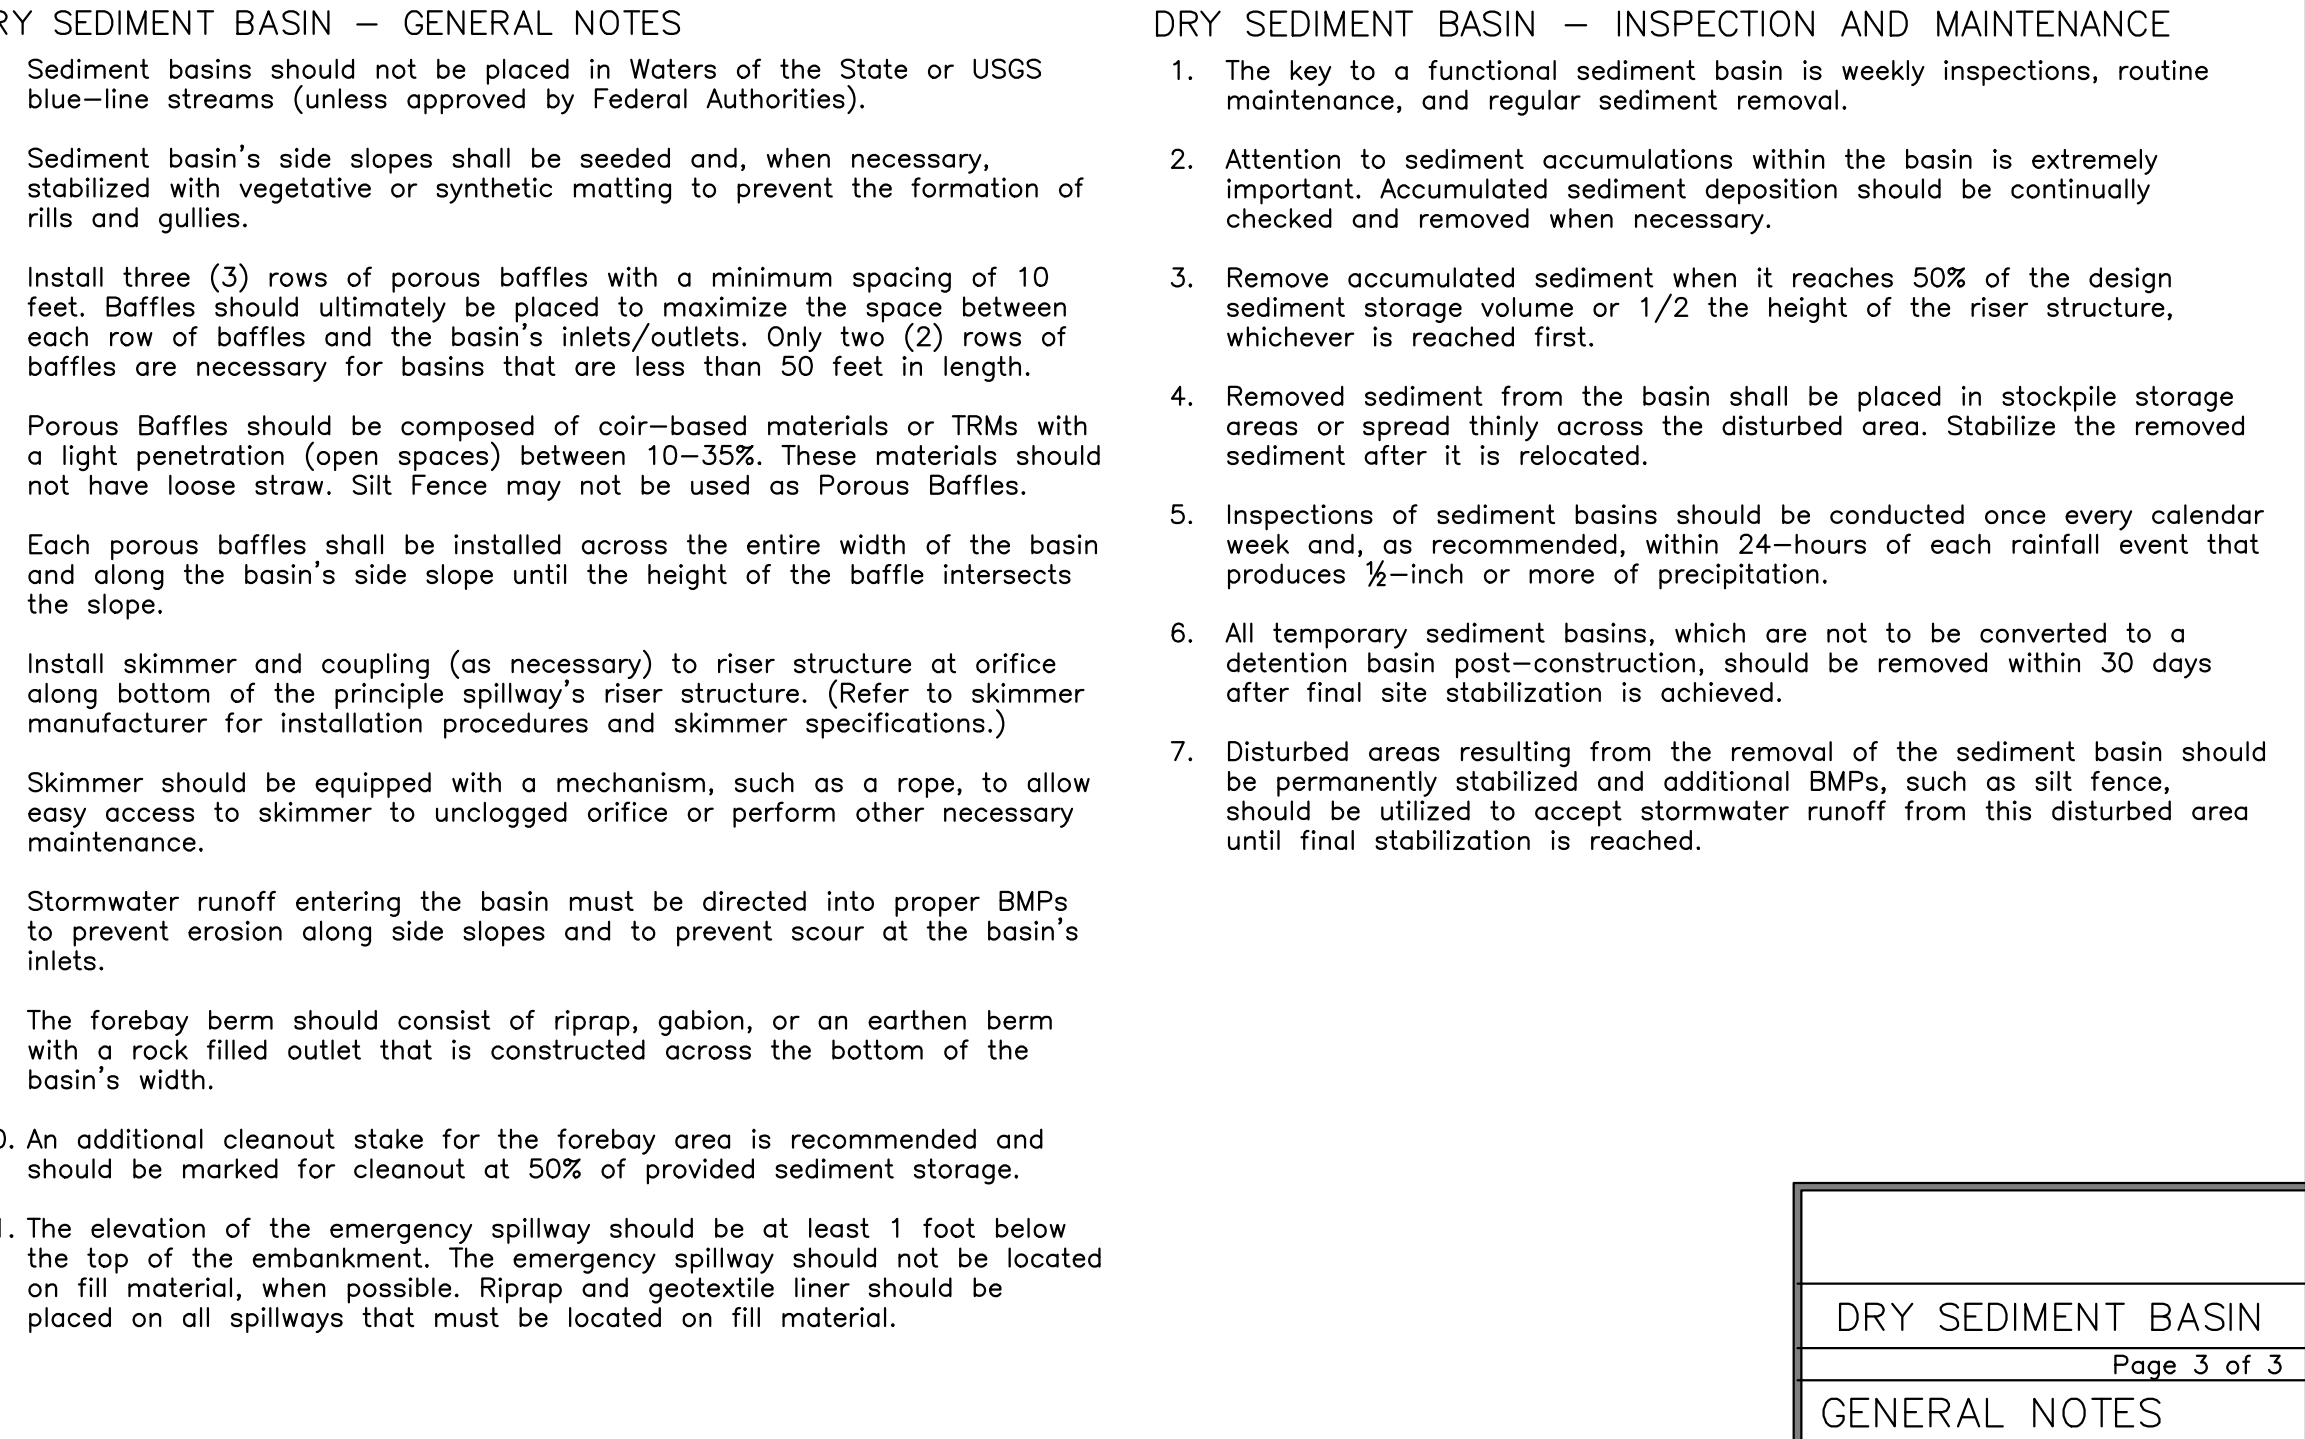 RY SEDIMENT BASIN – GENERAL NOTES
Sediment basins should not be placed in Waters of the State or USGS
blue–line streams (unless approved by Federal Authorities).
Sediment basin's side slopes shall be seeded and, when necessary,
stabilized with vegetative or synthetic matting to prevent the formation of
rills and gullies.
Install three (3) rows of porous baffles with a minimum spacing of 10
feet. Baffles should ultimately be placed to maximize the space between
each row of baffles and the basin's inlets/outlets. Only two (2) rows of
baffles are necessary for basins that are less than 50 feet in length.
Porous Baffles should be composed of coir–based materials or TRMs with
a light penetration (open spaces) between 10–35%. These materials should
not have loose straw. Silt Fence may not be used as Porous Baffles.
Each porous baffles shall be installed across the entire width of the basin
and along the basin's side slope until the height of the baffle intersects
the slope.
Install skimmer and coupling (as necessary) to riser structure at orifice
along bottom of the principle spillway's riser structure. (Refer to skimmer
manufacturer for installation procedures and skimmer specifications.)
Skimmer should be equipped with a mechanism, such as a rope, to allow
easy access to skimmer to unclogged orifice or perform other necessary
maintenance.
Stormwater runoff entering the basin must be directed into proper BMPs
to prevent erosion along side slopes and to prevent scour at the basin's
inlets.
The forebay berm should consist of riprap, gabion, or an earthen berm
with a rock filled outlet that is constructed across the bottom of the
basin's width.
0. An additional cleanout stake for the forebay area is recommended and
should be marked for cleanout at 50% of provided sediment storage.
1. The elevation of the emergency spillway should be at least 1 foot below
the top of the embankment. The emergency spillway should not be located
on fill material, when possible. Riprap and geotextile liner should be
placed on all spillways that must be located on fill material.
DRY SEDIMENT BASIN – INSPECTION AND MAINTENANCE
1. The key to a functional sediment basin is weekly inspections, routine
maintenance, and regular sediment removal.
2. Attention to sediment accumulations within the basin is extremely
important. Accumulated sediment deposition should be continually
checked and removed when necessary.
3. Remove accumulated sediment when it reaches 50% of the design
sediment storage volume or 1/2 the height of the riser structure,
whichever is reached first.
4. Removed sediment from the basin shall be placed in stockpile storage
areas or spread thinly across the disturbed area. Stabilize the removed
sediment after it is relocated.
5. Inspections of sediment basins should be conducted once every calendar
week and, as recommended, within 24–hours of each rainfall event that
produces ½–inch or more of precipitation.
6. All temporary sediment basins, which are not to be converted to a
detention basin post–construction, should be removed within 30 days
after final site stabilization is achieved.
7. Disturbed areas resulting from the removal of the sediment basin should
be permanently stabilized and additional BMPs, such as silt fence,
should be utilized to accept stormwater runoff from this disturbed area
until final stabilization is reached.
DRY SEDIMENT BASIN
Page 3 of 3
GENERAL NOTES